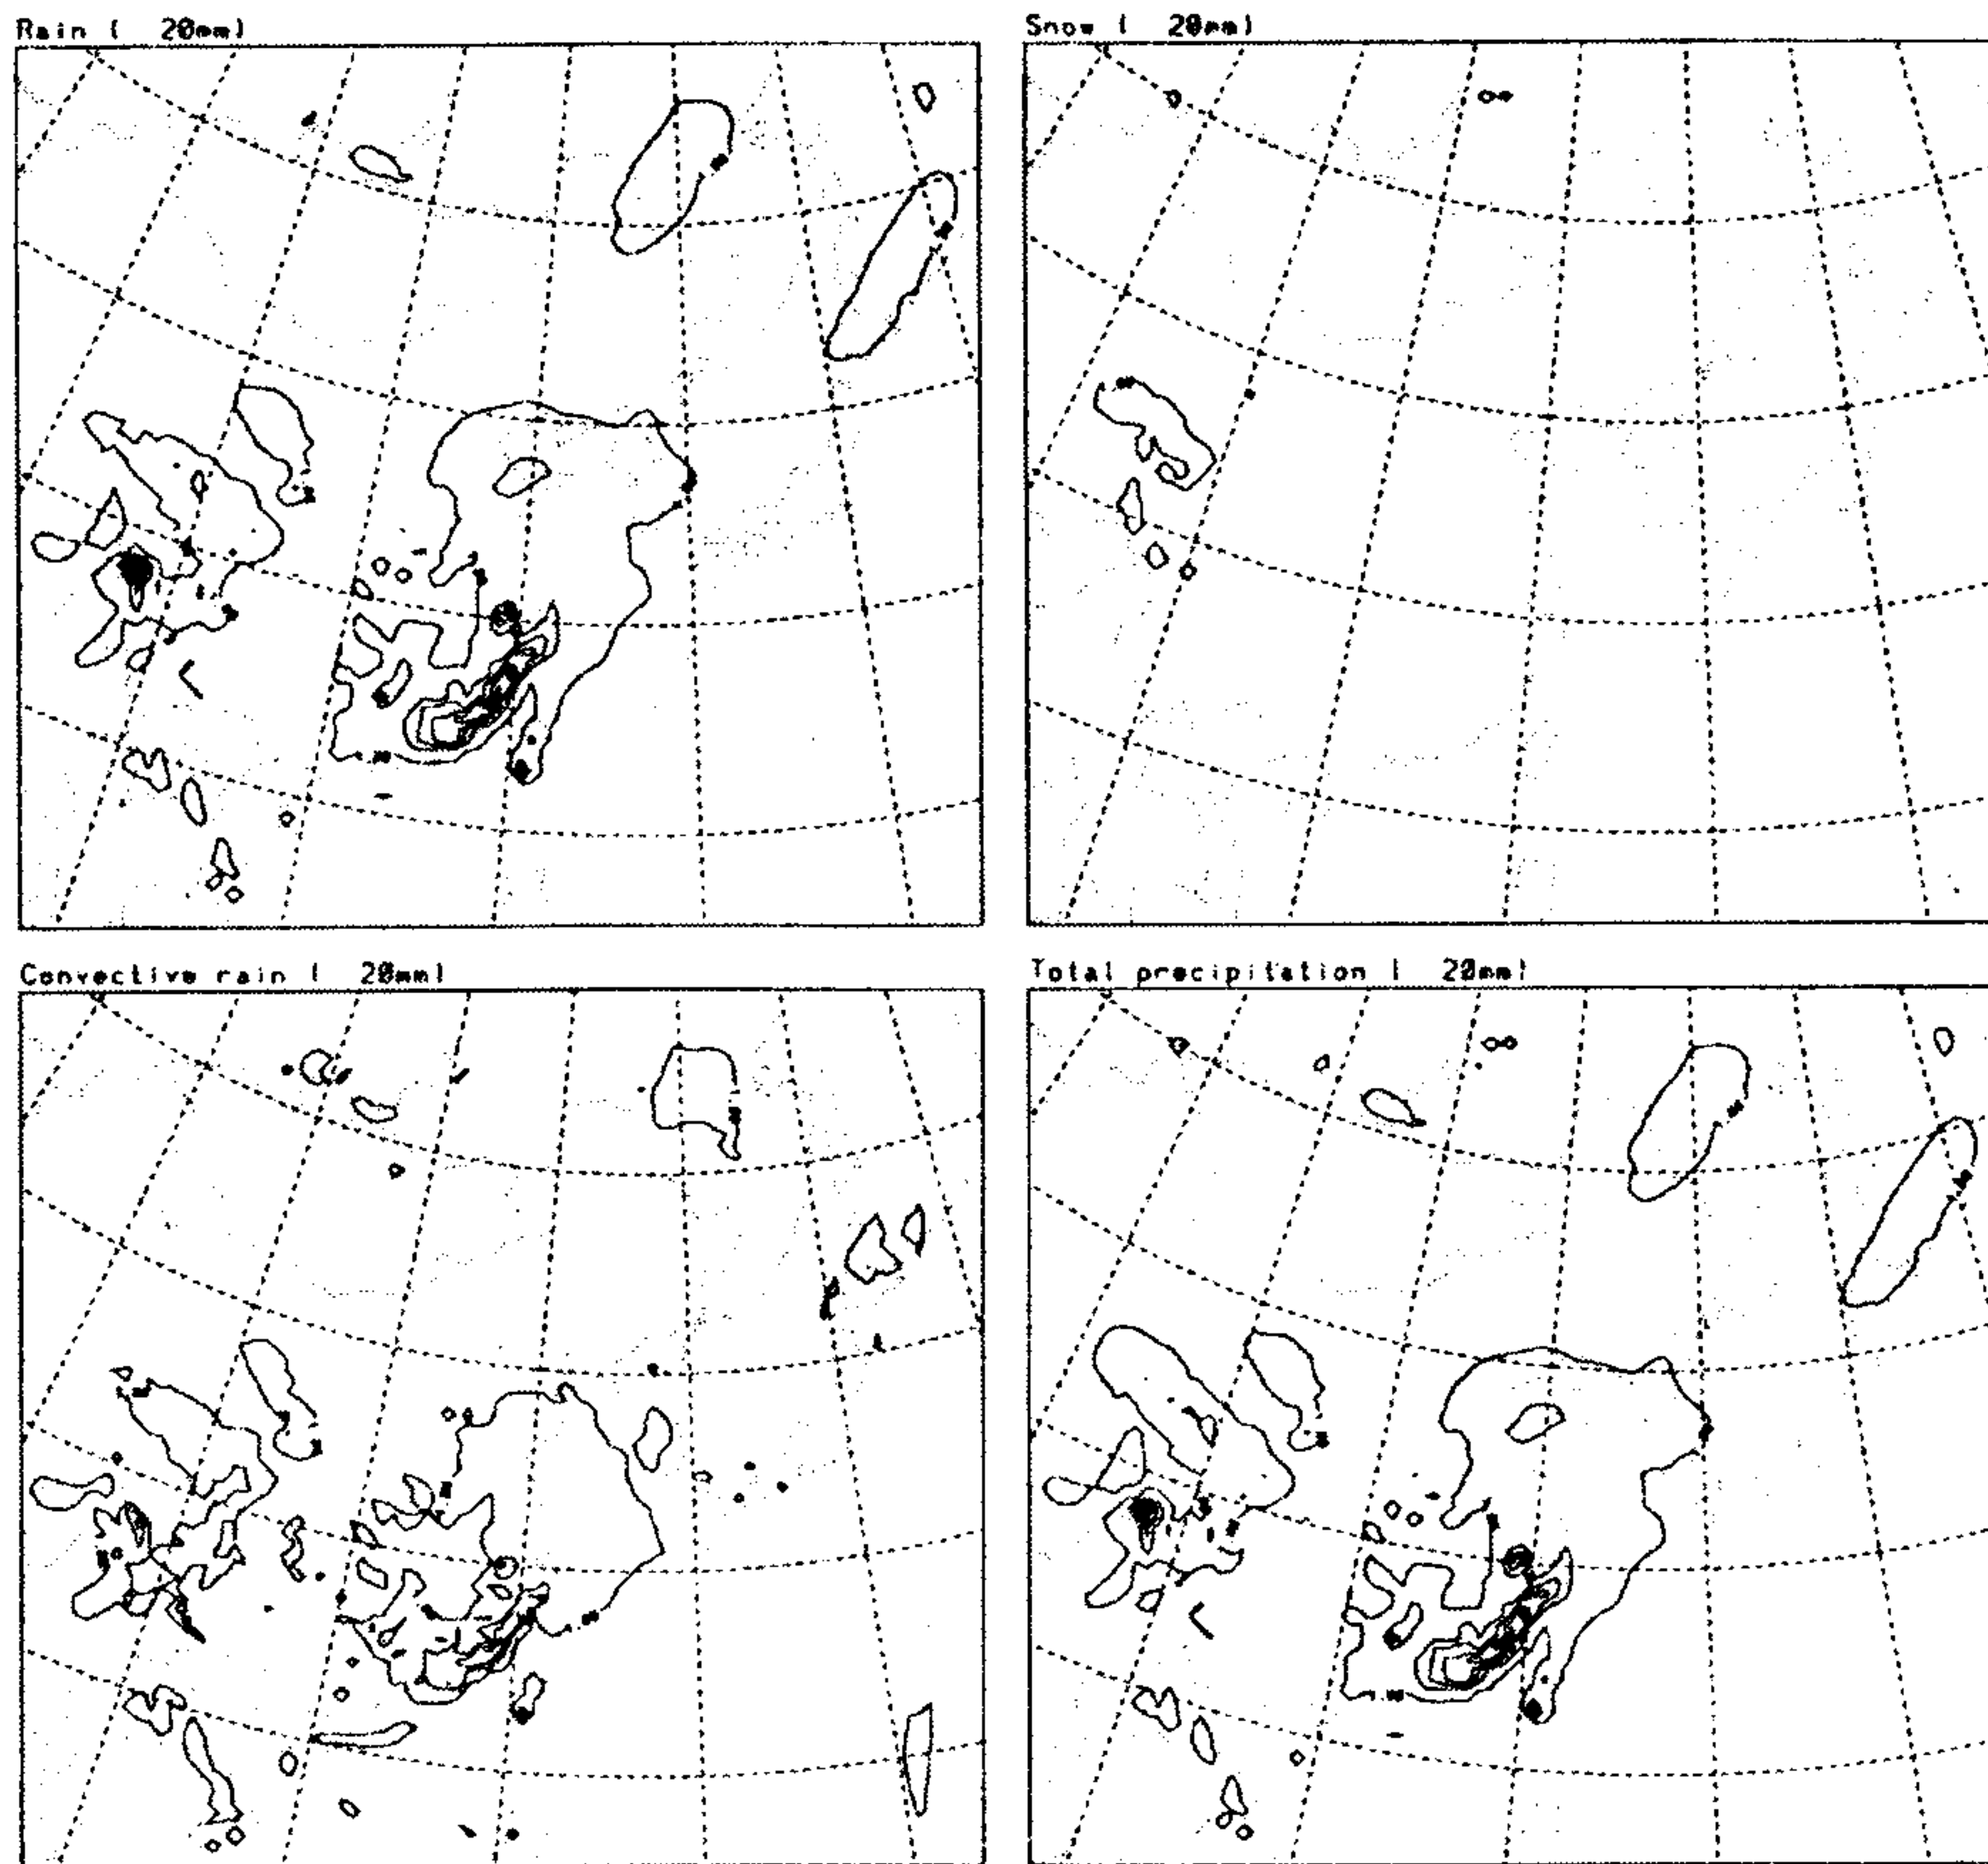 Rain ( 20mm)
Snow ( 20mm)
Convective rain ( 20mm)
Total precipitation ( 20mm)